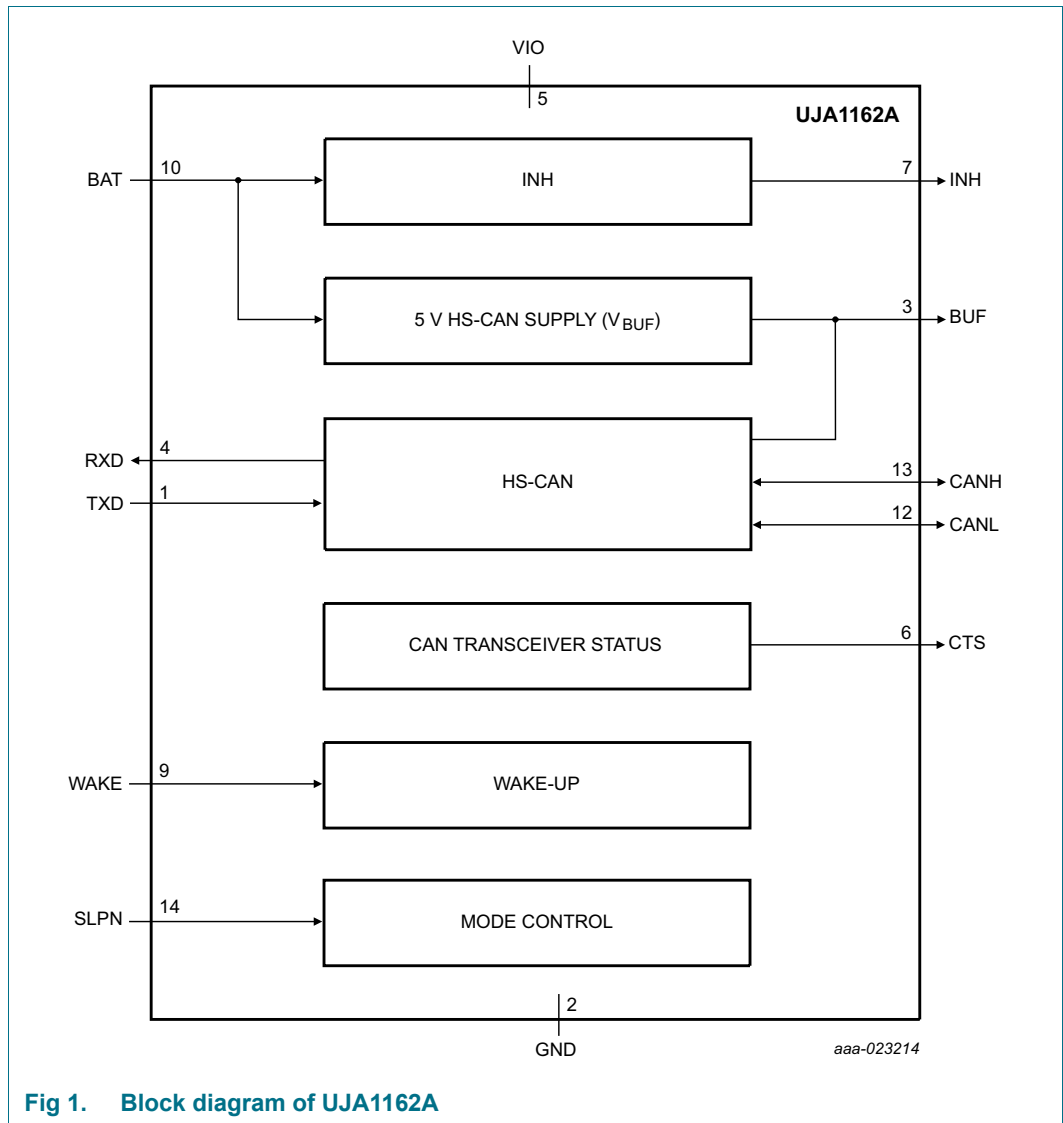 VIO
5
UJA1162A
BAT
10
INH
7
INH
5 V HS-CAN SUPPLY (VBUF)
3
BUF
RXD
4
TXD
1
HS-CAN
13
CANH
12
CANL
CAN TRANSCEIVER STATUS
6
CTS
WAKE
9
WAKE-UP
SLPN
14
MODE CONTROL
2
GND
aaa-023214
Fig 1. Block diagram of UJA1162A